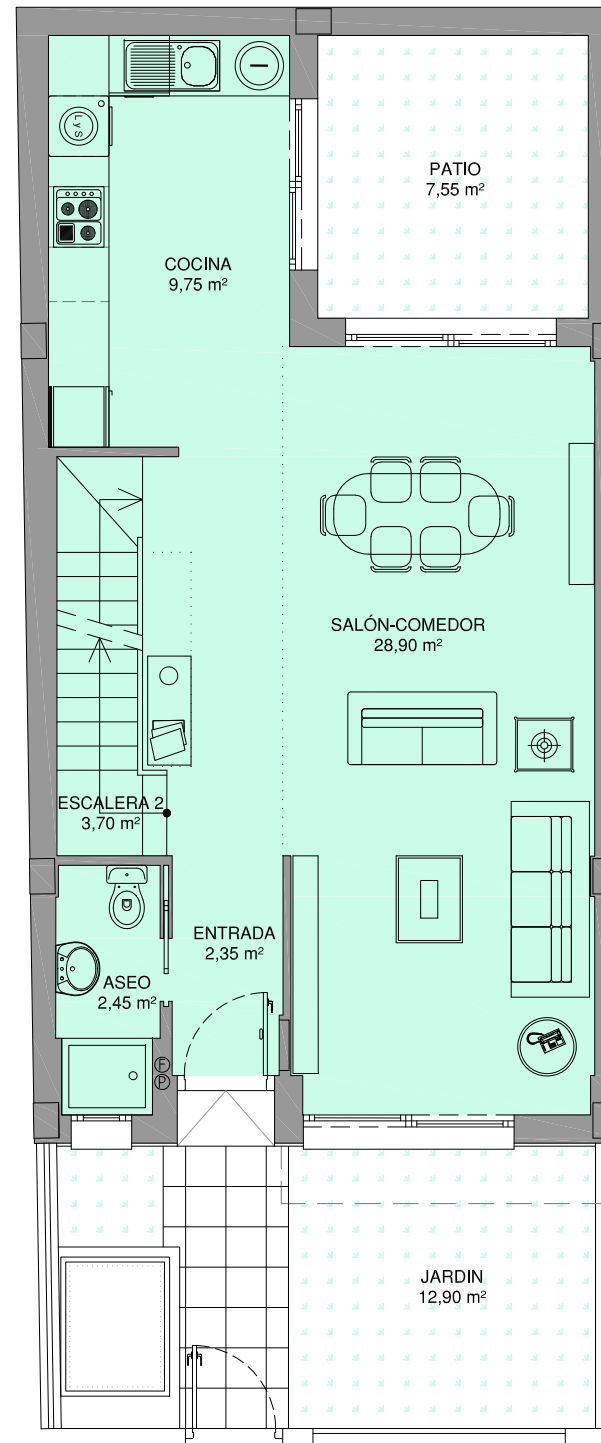 L y S
PATIO
7,55 m²
COCINA
9,75 m²
SALÓN-COMEDOR
28,90 m²
ESCALERA 2
3,70 m²
ENTRADA
2,35 m²
ASEO
2,45 m²
F
P
JARDIN
12,90 m²